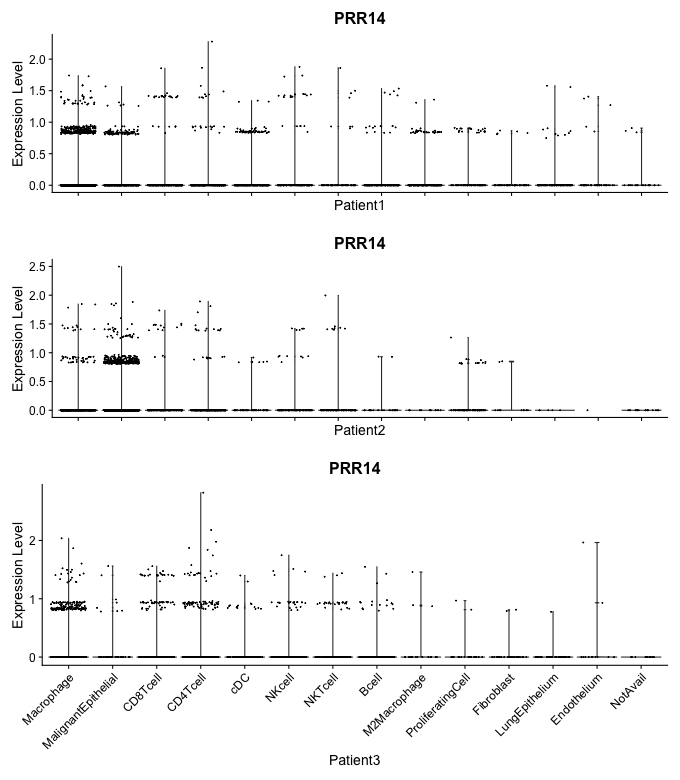 PRR14
Expression Level
2.0
1.5
1.0
0.5
0.0
Patient1
PRR14
Expression Level
2.5
2.0
1.5
1.0
0.5
0.0
Patient2
PRR14
Expression Level
2
1
0
Macrophage
MalignantEpithelial
CD8Tcell
CD4Tcell
cDC
NKcell
NKTcell
Bcell
M2Macrophage
ProliferatingCell
Fibroblast
LungEpithelium
Endothelium
NotAvail
Patient3